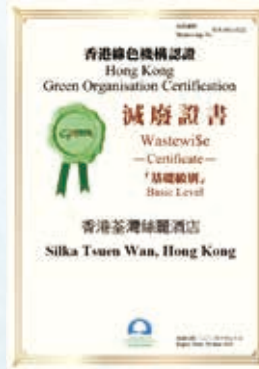 香港綠色機構認證
Hong Kong
Green Organisation Certification
減廢證書
Wastewi$e
—Certificate—
「基礎級別」
Basic Level
香港荃灣絲麗酒店
Silka Tsuen Wan, Hong Kong